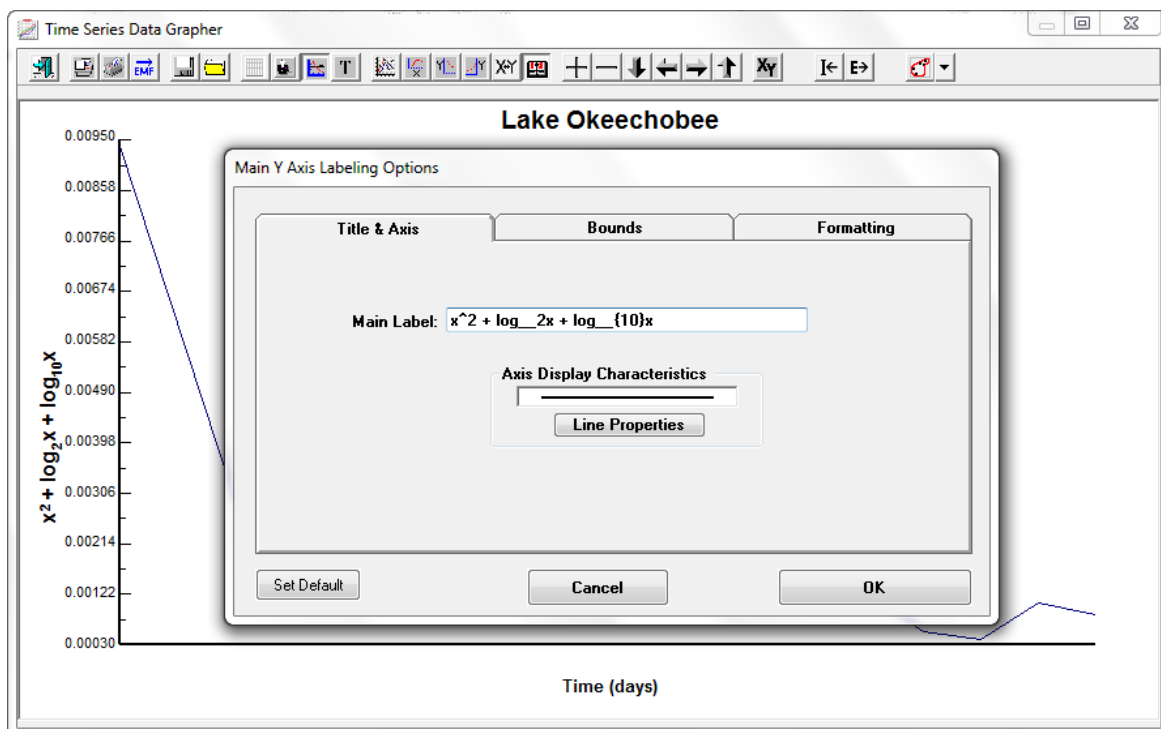 Time Series Data Grapher
EMF T X+Y XY I← E→
Lake Okeechobee
0.00950
0.00858
0.00766
0.00674
0.00582
0.00490
0.00398
0.00306
0.00214
0.00122
0.00030
x² + log₂x + log₁₀x
Main Y Axis Labeling Options
Title & Axis Bounds Formatting
Main Label: x^2 + log__2x + log__{10}x
Axis Display Characteristics
Line Properties
Set Default Cancel OK
Time (days)